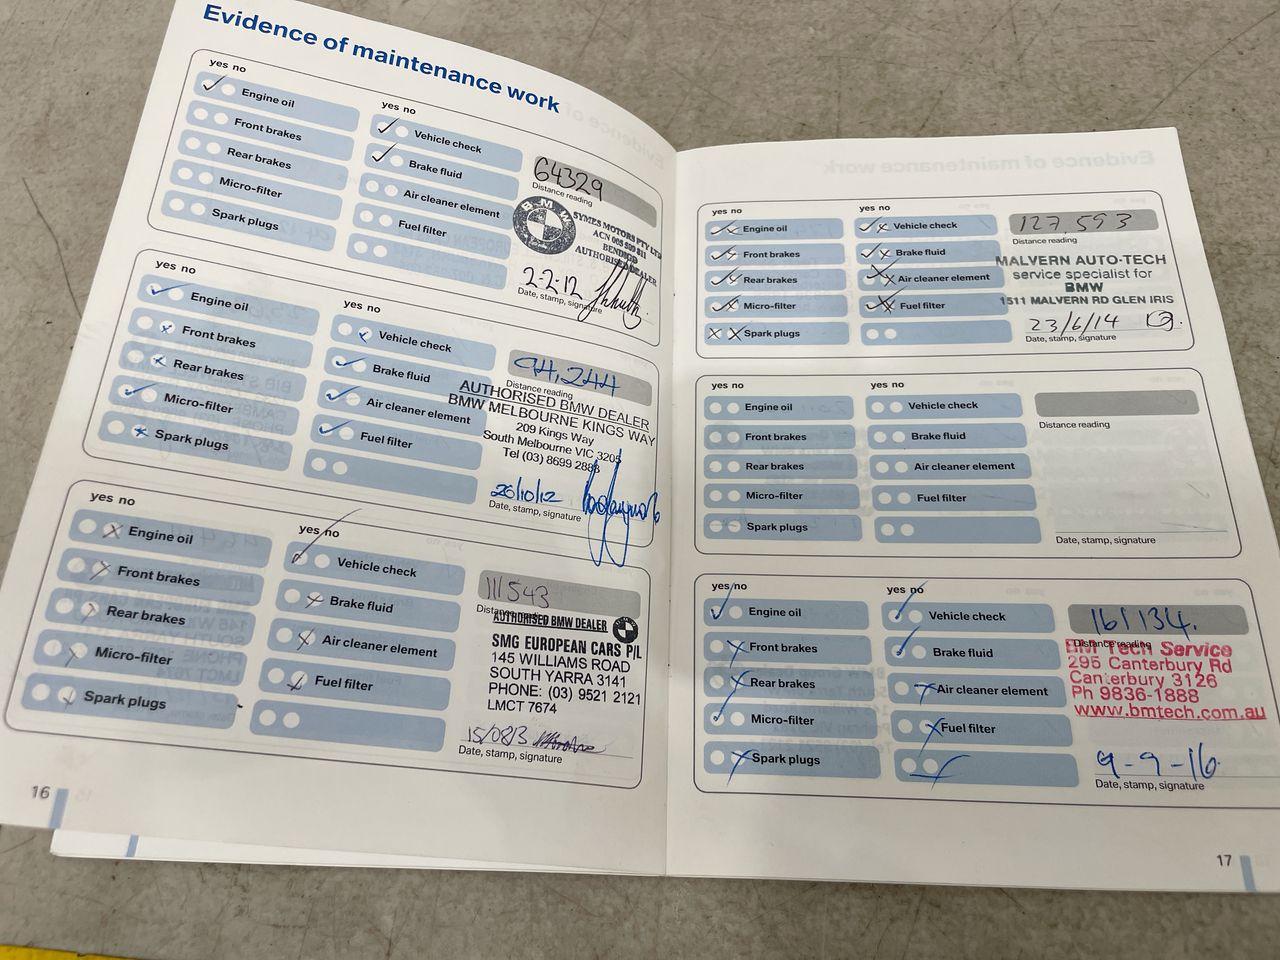 Evidence of maintenance work
yes no
Engine oil
Front brakes
Rear brakes
Micro-filter
Spark plugs
yes no
Vehicle check
Brake fluid
Air cleaner element
Fuel filter
64329
Distance reading
BMW
SYMES MOTORS PTY LTD
BENDIGO
AUTHORISED DEALER
2-2-12
Date, stamp, signature
yes no
Engine oil
Front brakes
Rear brakes
Micro-filter
Spark plugs
yes no
Vehicle check
Brake fluid
Air cleaner element
Fuel filter
94,244
Distance reading
AUTHORISED BMW DEALER
BMW MELBOURNE KINGS WAY
209 Kings Way
South Melbourne VIC 3205
Tel (03) 8699 2888
26/10/12
Date, stamp, signature
yes no
Engine oil
Front brakes
Rear brakes
Micro-filter
Spark plugs
yes no
Vehicle check
Brake fluid
Air cleaner element
Fuel filter
111543
Distance reading
AUTHORISED BMW DEALER
SMG EUROPEAN CARS P/L
145 WILLIAMS ROAD
SOUTH YARRA 3141
PHONE: (03) 9521 2121
LMCT 7674
15/08/13
Date, stamp, signature
16
yes no
Engine oil
Front brakes
Rear brakes
Micro-filter
Spark plugs
yes no
Vehicle check
Brake fluid
Air cleaner element
Fuel filter
127,593
Distance reading
MALVERN AUTO-TECH
service specialist for
BMW
1511 MALVERN RD GLEN IRIS
23/6/14
Date, stamp, signature
yes no
Engine oil
Front brakes
Rear brakes
Micro-filter
Spark plugs
yes no
Vehicle check
Brake fluid
Air cleaner element
Fuel filter
Distance reading
Date, stamp, signature
yes no
Engine oil
Front brakes
Rear brakes
Micro-filter
Spark plugs
yes no
Vehicle check
Brake fluid
Air cleaner element
Fuel filter
161134.
Distance reading
BM Tech Service
295 Canterbury Rd
Canterbury 3126
Ph 9836-1888
www.bmtech.com.au
9-9-16
Date, stamp, signature
17